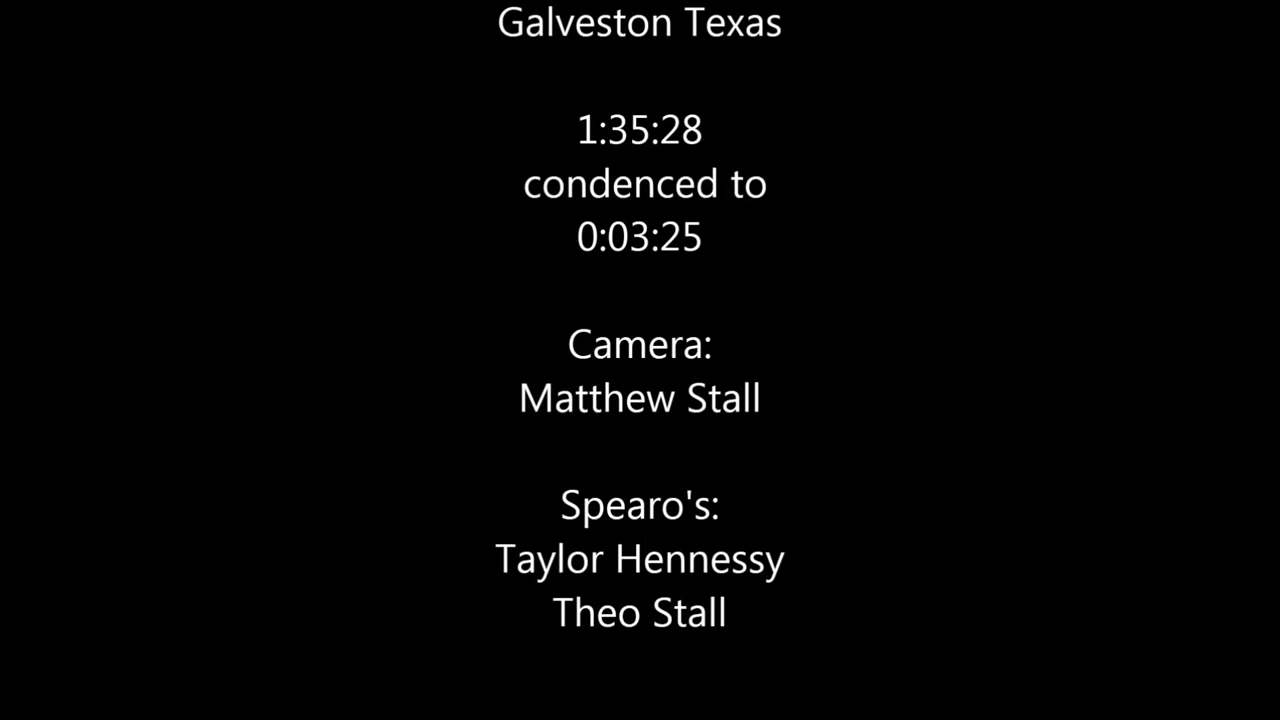 Galveston Texas
1:35:28
condenced to
0:03:25
Camera:
Matthew Stall
Spearo's:
Taylor Hennessy
Theo Stall